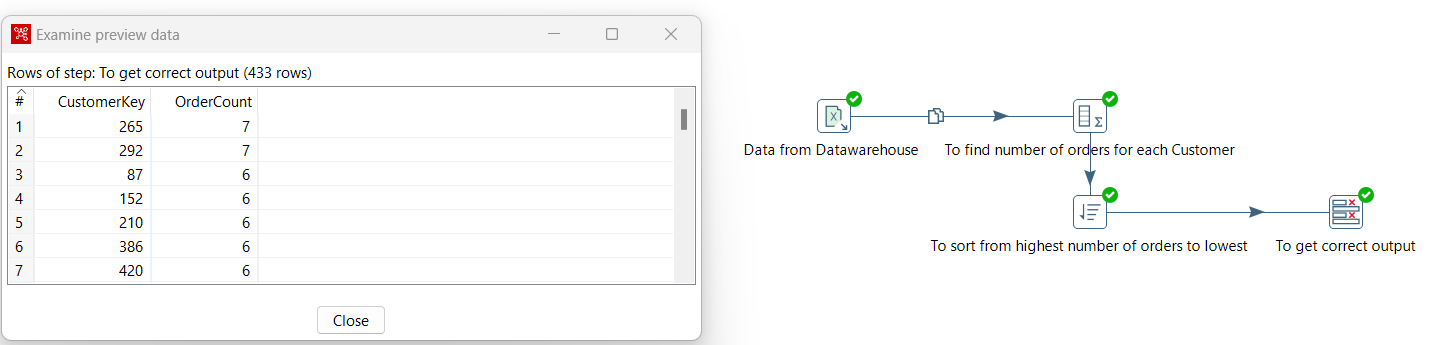 Examine preview data
Rows of step: To get correct output (433 rows)
# CustomerKey OrderCount
1 265 7
2 292 7
3 87 6
4 152 6
5 210 6
6 386 6
7 420 6
Close
Data from Datawarehouse
To find number of orders for each Customer
To sort from highest number of orders to lowest
To get correct output